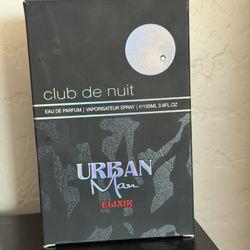 club de nuit
EAU DE PARFUM | VAPORISATEUR SPRAY | ℮105ML 3.6FL.OZ
URBAN
Man
ELIXIR